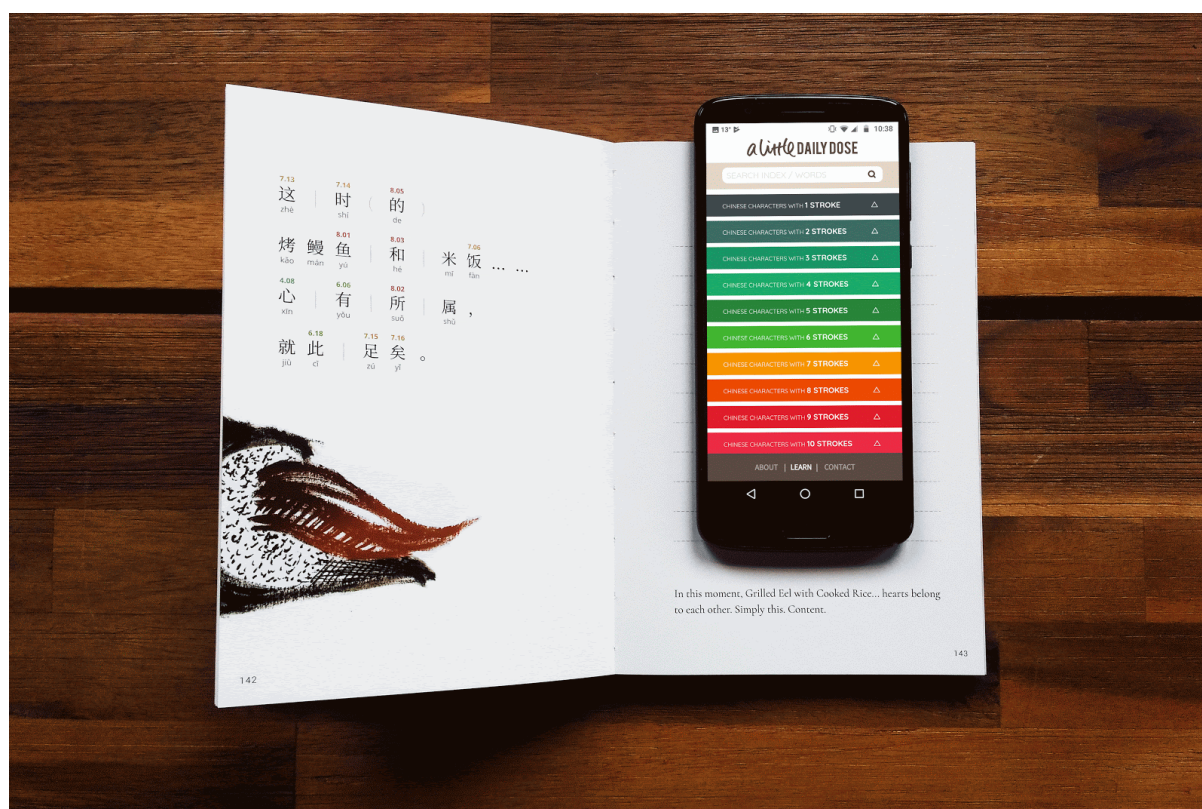 7.13 7.14 8.05
这 | 时 ( 的 )
zhè shí de
8.01 8.03 7.06
烤 鳗 鱼 | 和 | 米 饭 … …
kǎo mán yú hé mǐ fàn
4.08 6.06 8.02
心 | 有 | 所 | 属 ，
xīn yǒu suǒ shǔ
6.18 7.15 7.16
就 此 | 足 矣 。
jiù cǐ zú yǐ
142
13° 10:38
a little DAILY DOSE
SEARCH INDEX / WORDS
CHINESE CHARACTERS WITH 1 STROKE
CHINESE CHARACTERS WITH 2 STROKES
CHINESE CHARACTERS WITH 3 STROKES
CHINESE CHARACTERS WITH 4 STROKES
CHINESE CHARACTERS WITH 5 STROKES
CHINESE CHARACTERS WITH 6 STROKES
CHINESE CHARACTERS WITH 7 STROKES
CHINESE CHARACTERS WITH 8 STROKES
CHINESE CHARACTERS WITH 9 STROKES
CHINESE CHARACTERS WITH 10 STROKES
ABOUT | LEARN | CONTACT
In this moment, Grilled Eel with Cooked Rice... hearts belong
to each other. Simply this. Content.
143